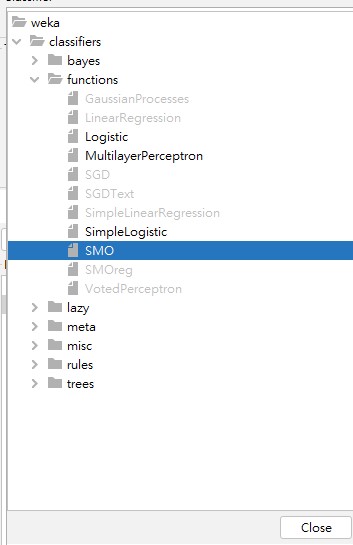 weka
classifiers
bayes
functions
GaussianProcesses
LinearRegression
Logistic
MultilayerPerceptron
SGD
SGDText
SimpleLinearRegression
SimpleLogistic
SMO
SMOreg
VotedPerceptron
lazy
meta
misc
rules
trees
Close